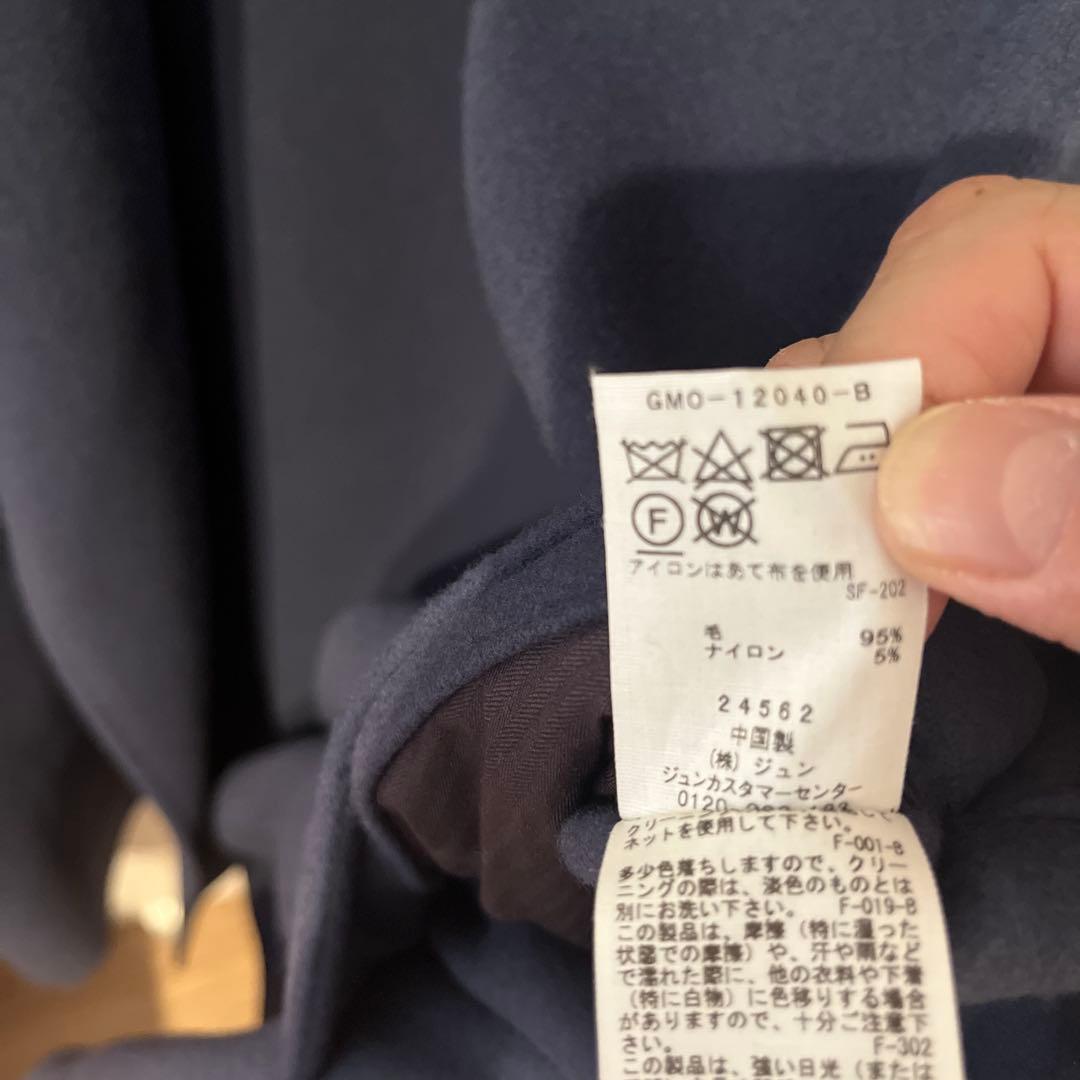 GMO-12040-B
F
W
アイロンはあて布を使用
SF-202
毛 95%
ナイロン 5%
24562
中国製
(株) ジュン
ジュンカスタマーセンター
0120-
ネットを使用して下さい。
F-001-B
多少色落ちしますので、クリー
ニングの際は、淡色のものとは
別にお洗い下さい。 F-019-B
この製品は、摩擦 (特に湿った
状態での摩擦) や、汗や雨など
で濡れた際に、他の衣料や下着
(特に白物) に色移りする場合
がありますので、十分ご注意下
さい。 F-302
この製品は、強い日光 (または